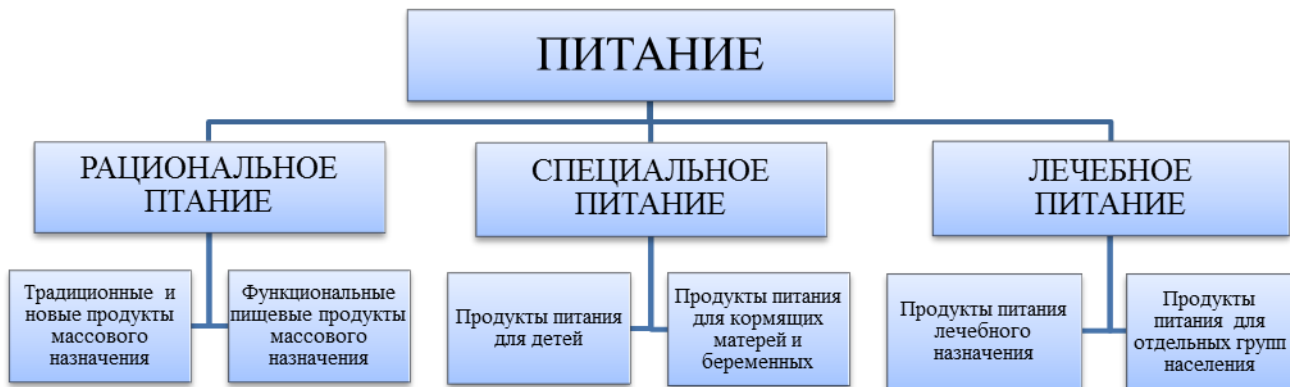 ПИТАНИЕ
РАЦИОНАЛЬНОЕ
ПТАНИЕ
СПЕЦИАЛЬНОЕ
ПИТАНИЕ
ЛЕЧЕБНОЕ
ПИТАНИЕ
Традиционные и
новые продукты
массового
назначения
Функциональные
пищевые продукты
массового
назначения
Продукты питания
для детей
Продукты питания
для кормящих
матерей и
беременных
Продукты питания
лечебного
назначения
Продукты
питания для
отдельных групп
населения